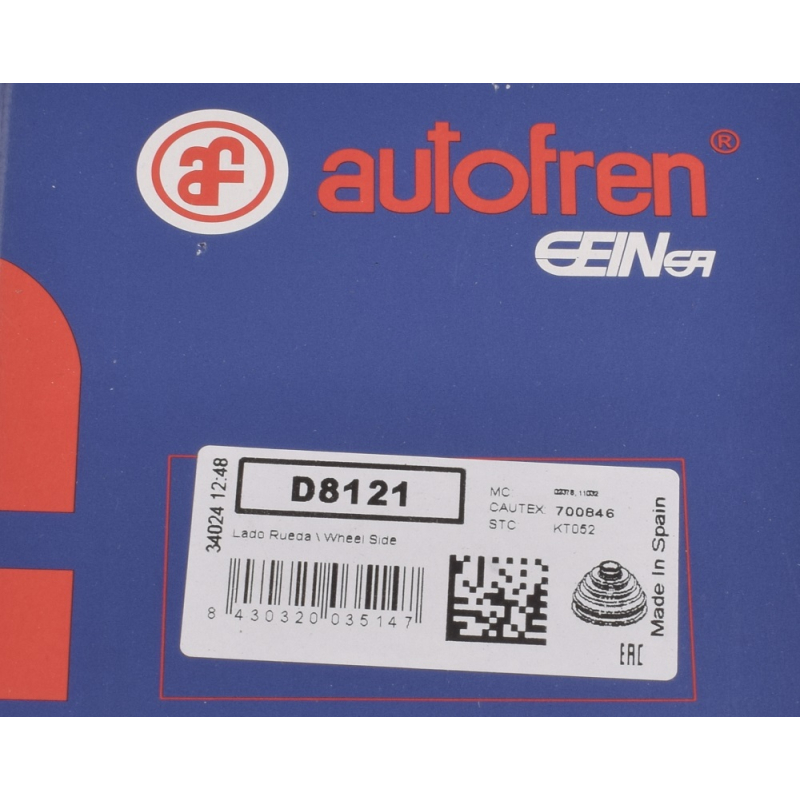 af
autofren®
SEINSA
34024 12:48
D8121
Lado Rueda \ Wheel Side
8 430320 035147
MC:
CAUTEX: 700846
STC KT052
Made In Spain
EAC